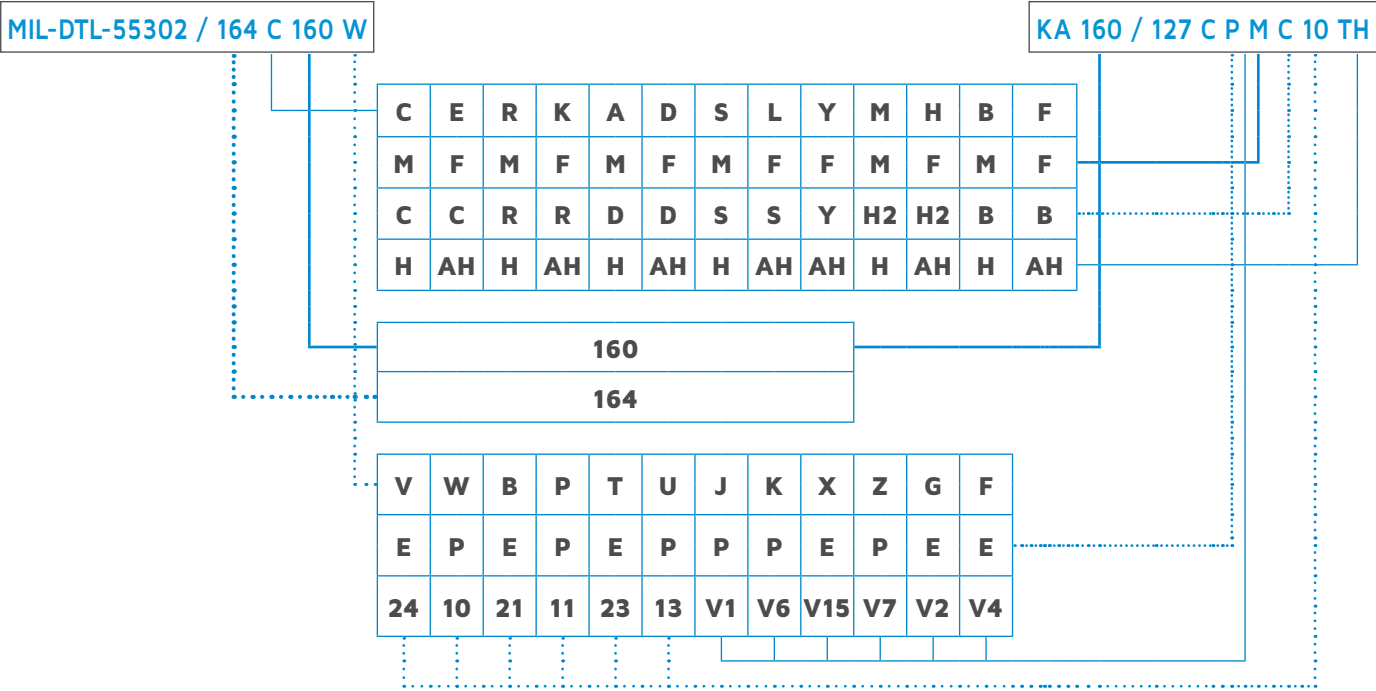 MIL-DTL-55302 / 164 C 160 W
KA 160 / 127 C P M C 10 TH
C E R K A D S L Y M H B F
M F M F M F M F F M F M F
C C R R D D S S Y H2 H2 B B
H AH H AH H AH H AH AH H AH H AH
160
164
V W B P T U J K X Z G F
E P E P E P P P E P E E
24 10 21 11 23 13 V1 V6 V15 V7 V2 V4